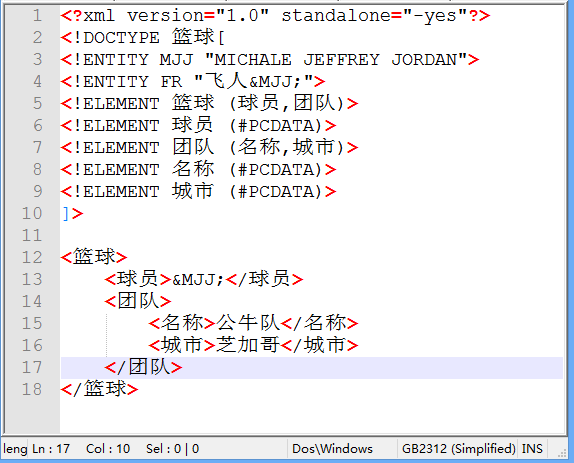 1 <?xml version="1.0" standalone="-yes"?>
2 <!DOCTYPE 篮球[
3 <!ENTITY MJJ "MICHALE JEFFREY JORDAN">
4 <!ENTITY FR "飞人&MJJ;">
5 <!ELEMENT 篮球 (球员,团队)>
6 <!ELEMENT 球员 (#PCDATA)>
7 <!ELEMENT 团队 (名称,城市)>
8 <!ELEMENT 名称 (#PCDATA)>
9 <!ELEMENT 城市 (#PCDATA)>
10 ]>
11
12 <篮球>
13 <球员>&MJJ;</球员>
14 <团队>
15 <名称>公牛队</名称>
16 <城市>芝加哥</城市>
17 </团队>
18 </篮球>
leng Ln : 17 Col : 10 Sel : 0 | 0 Dos\Windows GB2312 (Simplified) INS